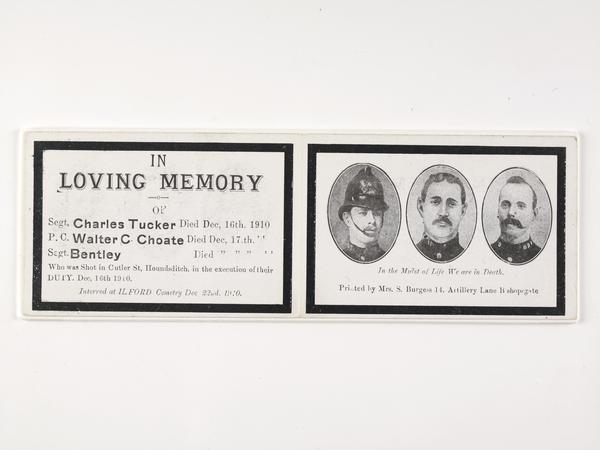 IN
LOVING MEMORY
OF
Segt. Charles Tucker Died Dec, 16th. 1910
P. C. Walter C. Choate Died Dec, 17.th. "
Segt. Bentley Died " " " "
Who was Shot in Cutler St, Houndsditch, in the execution of their
DUTY. Dec, 16th 1910.
Interred at ILFORD Cemetry Dec 22nd. 1910.
In the Midst of Life We are in Death.
Printed by Mrs. S. Burgess 14, Artillery Lane Bishopsgate